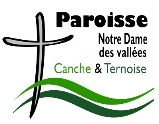 Paroisse
Notre Dame
des vallées
Canche & Ternoise